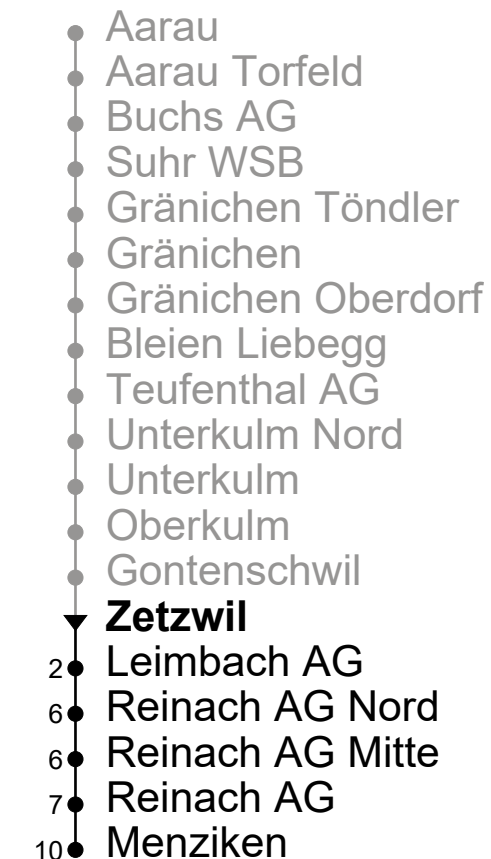 Aarau
Aarau Torfeld
Buchs AG
Suhr WSB
Gränichen Töndler
Gränichen
Gränichen Oberdorf
Bleien Liebegg
Teufenthal AG
Unterkulm Nord
Unterkulm
Oberkulm
Gontenschwil
Zetzwil
2 Leimbach AG
6 Reinach AG Nord
6 Reinach AG Mitte
7 Reinach AG
10 Menziken